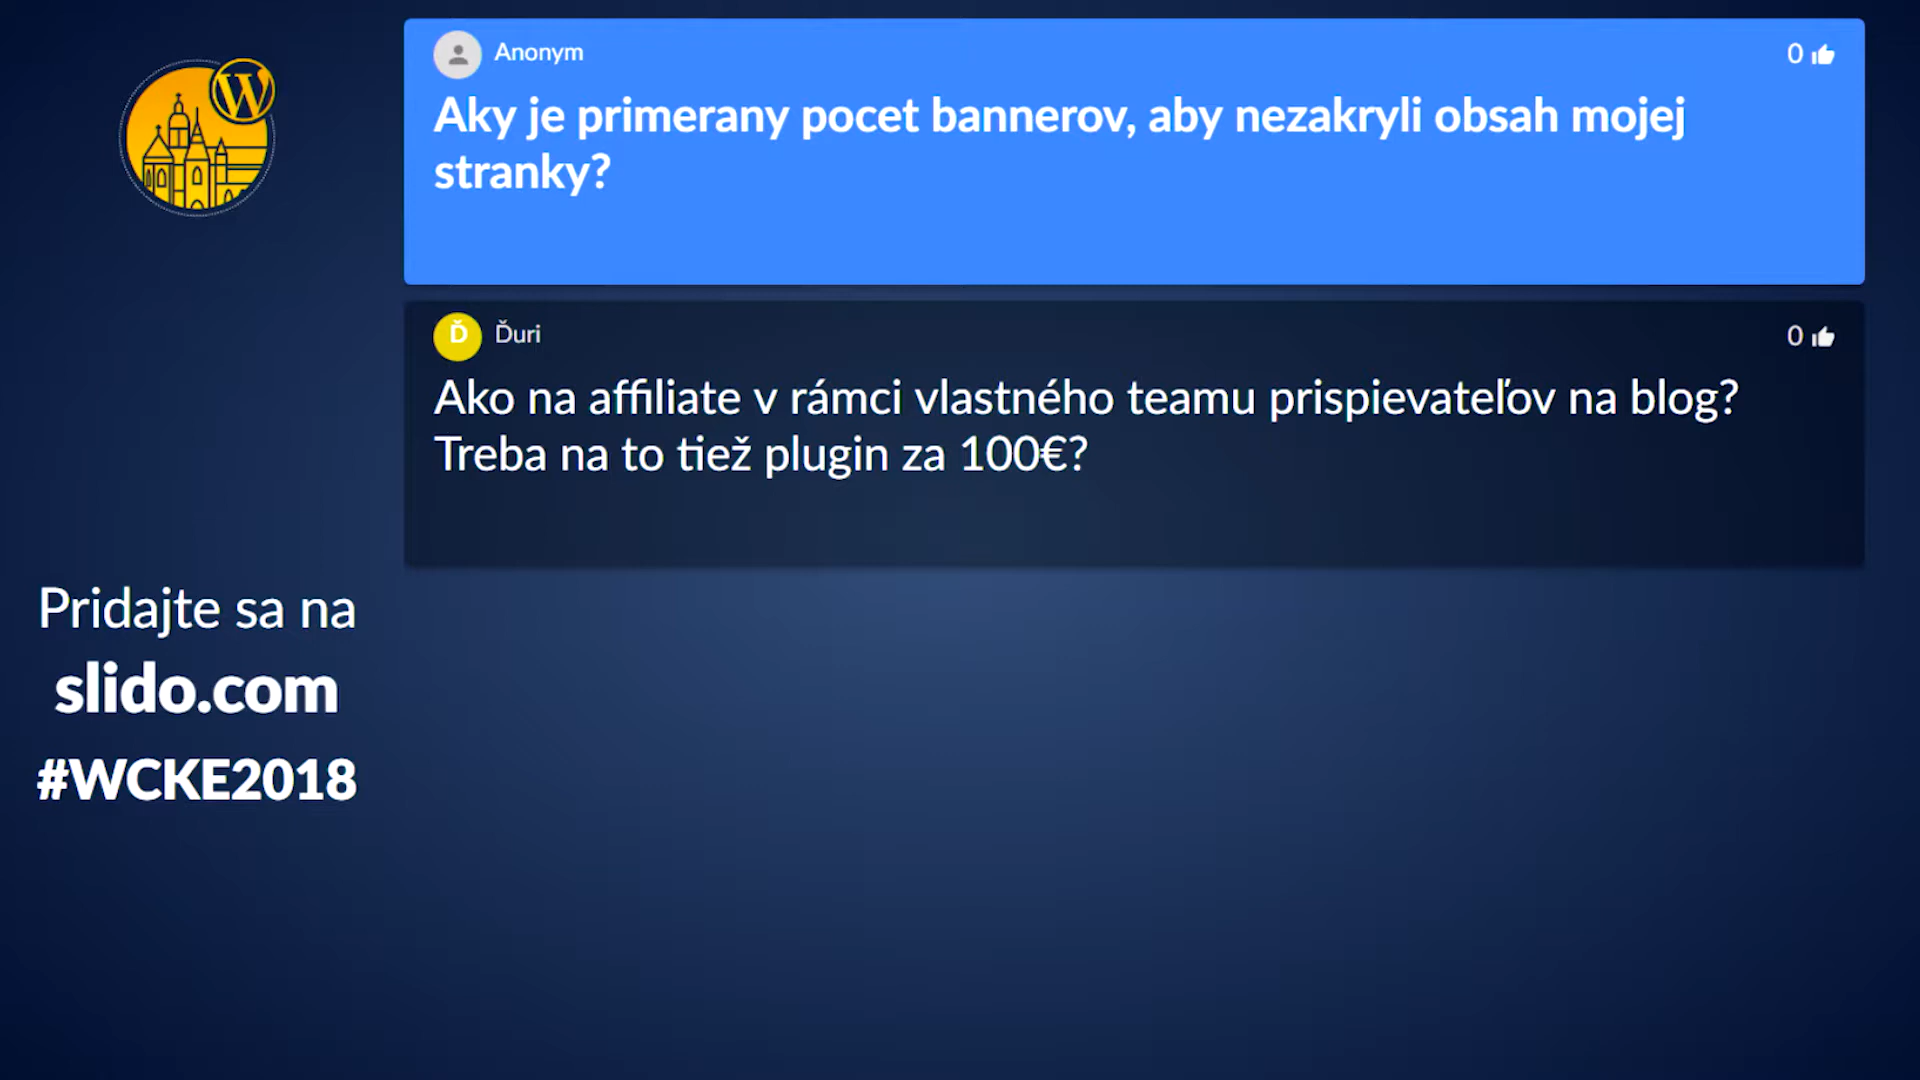 W
Anonym
0
Aky je primerany pocet bannerov, aby nezakryli obsah mojej
stranky?
Ď
Ďuri
0
Ako na affiliate v rámci vlastného teamu prispievateľov na blog?
Treba na to tiež plugin za 100€?
Pridajte sa na
slido.com
#WCKE2018